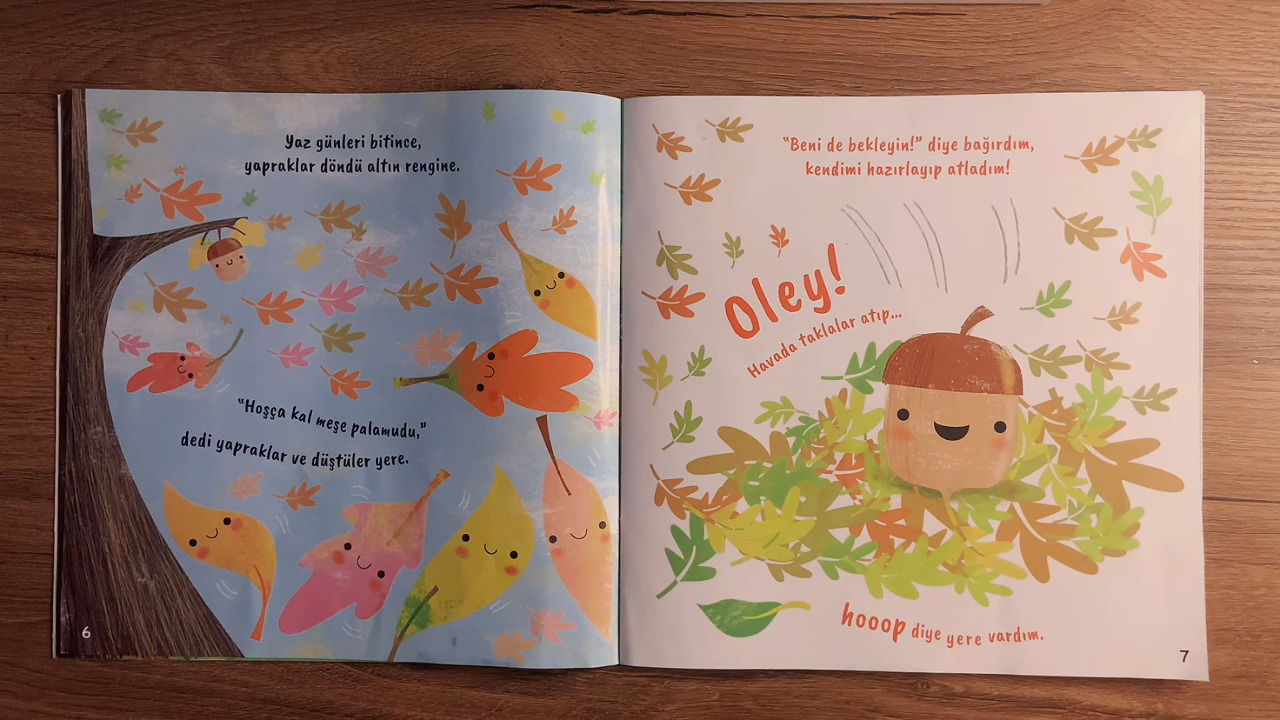 Yaz günleri bitince,
yapraklar döndü altın rengine.
"Hoşça kal meşe palamudu,"
dedi yapraklar ve düştüler yere.
6
"Beni de bekleyin!" diye bağırdım,
kendimi hazırlayıp atladım!
Oley!
Havada taklalar atıp...
hooop diye yere vardım.
7